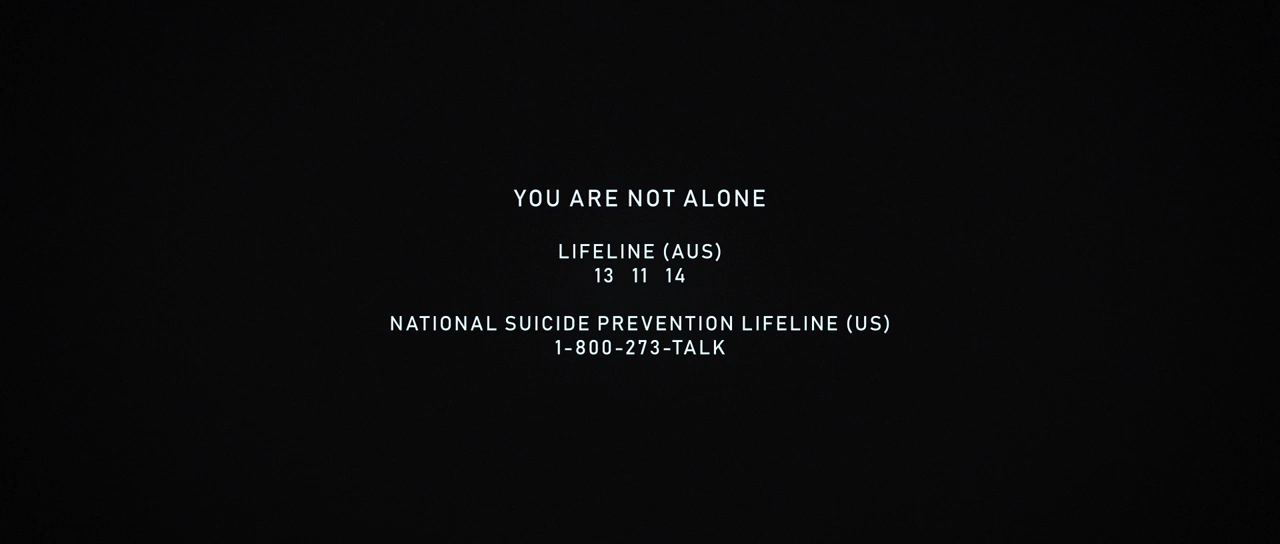 YOU ARE NOT ALONE
LIFELINE (AUS)
13 11 14
NATIONAL SUICIDE PREVENTION LIFELINE (US)
1-800-273-TALK